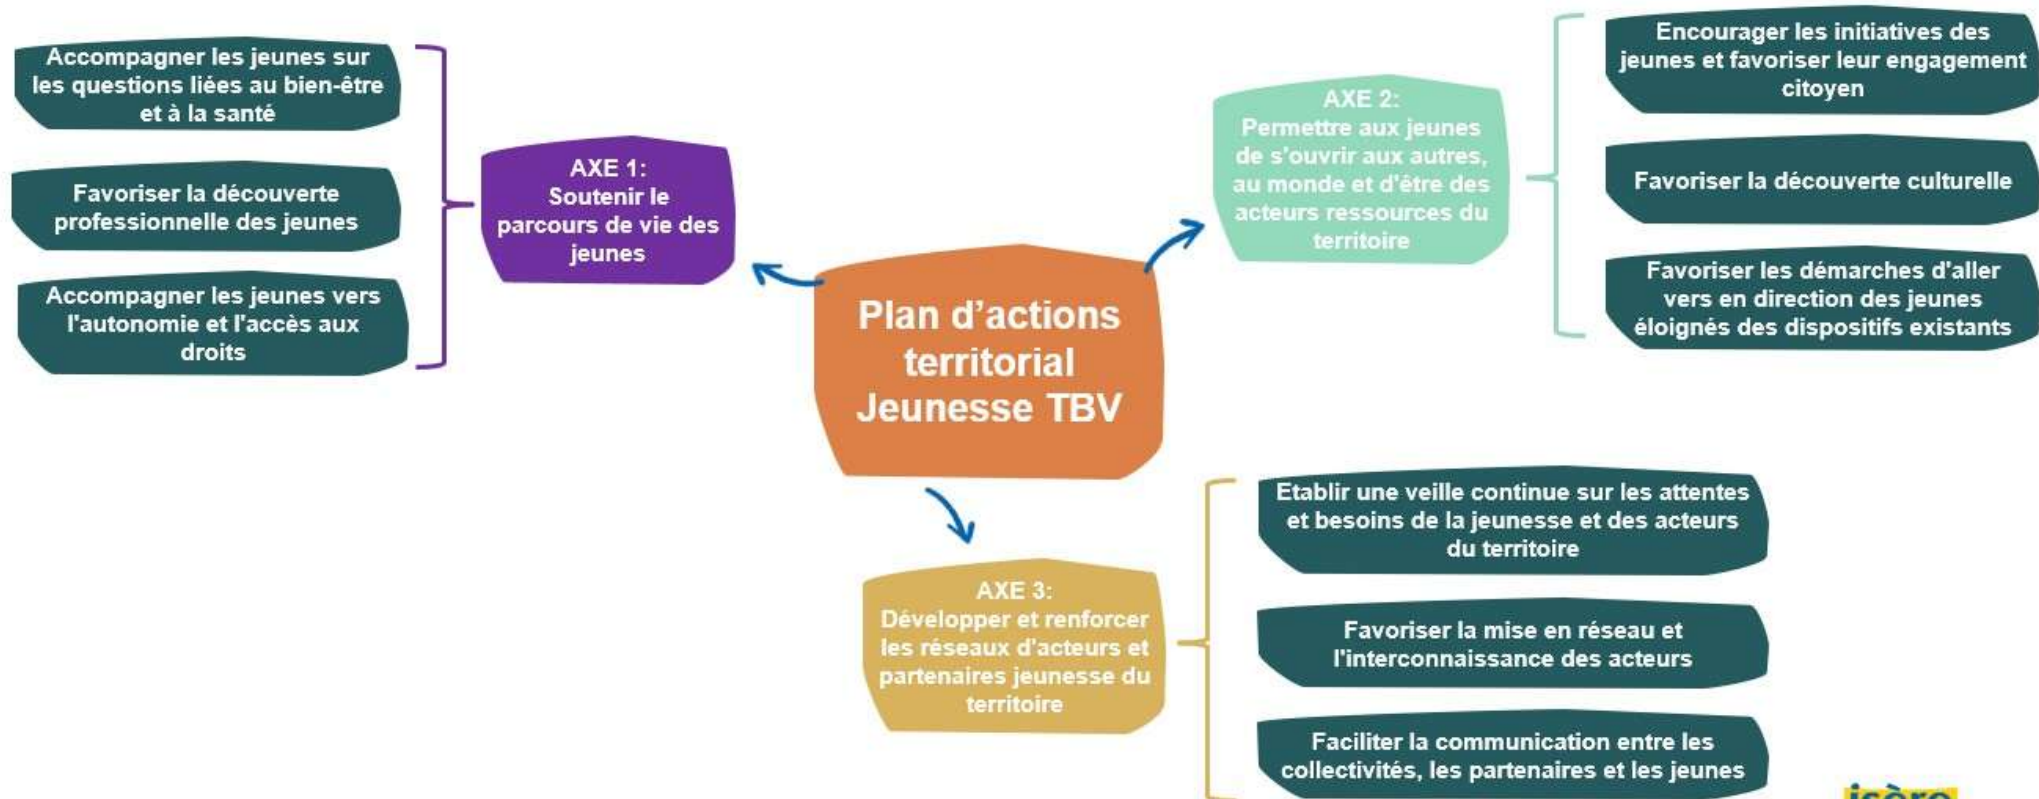 Accompagner les jeunes sur
les questions liées au bien-être
et à la santé
Favoriser la découverte
professionnelle des jeunes
Accompagner les jeunes vers
l'autonomie et l'accès aux
droits
AXE 1:
Soutenir le
parcours de vie des
jeunes
Plan d’actions
territorial
Jeunesse TBV
AXE 2:
Permettre aux jeunes
de s'ouvrir aux autres,
au monde et d'être des
acteurs ressources du
territoire
Encourager les initiatives des
jeunes et favoriser leur engagement
citoyen
Favoriser la découverte culturelle
Favoriser les démarches d'aller
vers en direction des jeunes
éloignés des dispositifs existants
AXE 3:
Développer et renforcer
les réseaux d'acteurs et
partenaires jeunesse du
territoire
Etablir une veille continue sur les attentes
et besoins de la jeunesse et des acteurs
du territoire
Favoriser la mise en réseau et
l'interconnaissance des acteurs
Faciliter la communication entre les
collectivités, les partenaires et les jeunes
isère